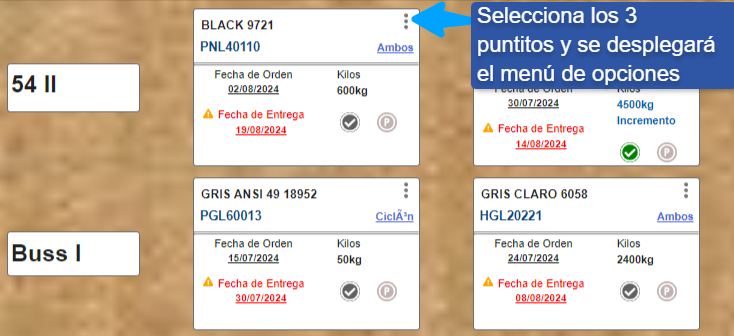 Selecciona los 3
puntitos y se desplegará
el menú de opciones
54 II
BLACK 9721
PNL40110
Ambos
Fecha de Orden
Kilos
02/08/2024
600kg
Fecha de Entrega
19/08/2024
P
Fecha de Orden
Kilos
30/07/2024
4500kg
Incremento
Fecha de Entrega
14/08/2024
P
Buss I
GRIS ANSI 49 18952
PGL60013
CiclÃ³n
Fecha de Orden
Kilos
15/07/2024
50kg
Fecha de Entrega
30/07/2024
P
GRIS CLARO 6058
HGL20221
Ambos
Fecha de Orden
Kilos
24/07/2024
2400kg
Fecha de Entrega
08/08/2024
P